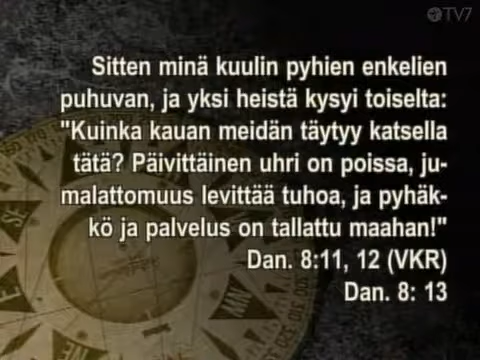 TV7
Sitten minä kuulin pyhien enkelien
puhuvan, ja yksi heistä kysyi toiselta:
"Kuinka kauan meidän täytyy katsella
tätä? Päivittäinen uhri on poissa, ju-
malattomuus levittää tuhoa, ja pyhäk-
kö ja palvelus on tallattu maahan!"
Dan. 8:11, 12 (VKR)
Dan. 8: 13